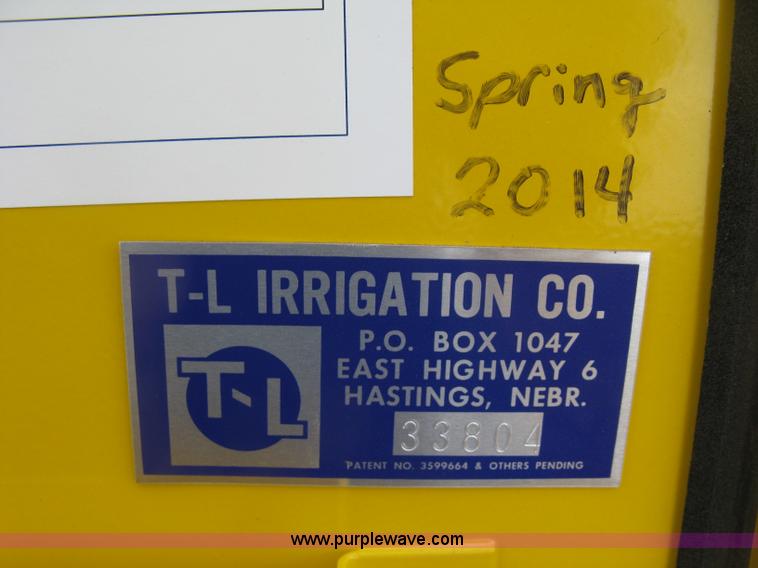 Spring
2014
T-L IRRIGATION CO.
P.O. BOX 1047
EAST HIGHWAY 6
HASTINGS, NEBR.
T-L
33804
PATENT NO. 3599664 & OTHERS PENDING
www.purplewave.com